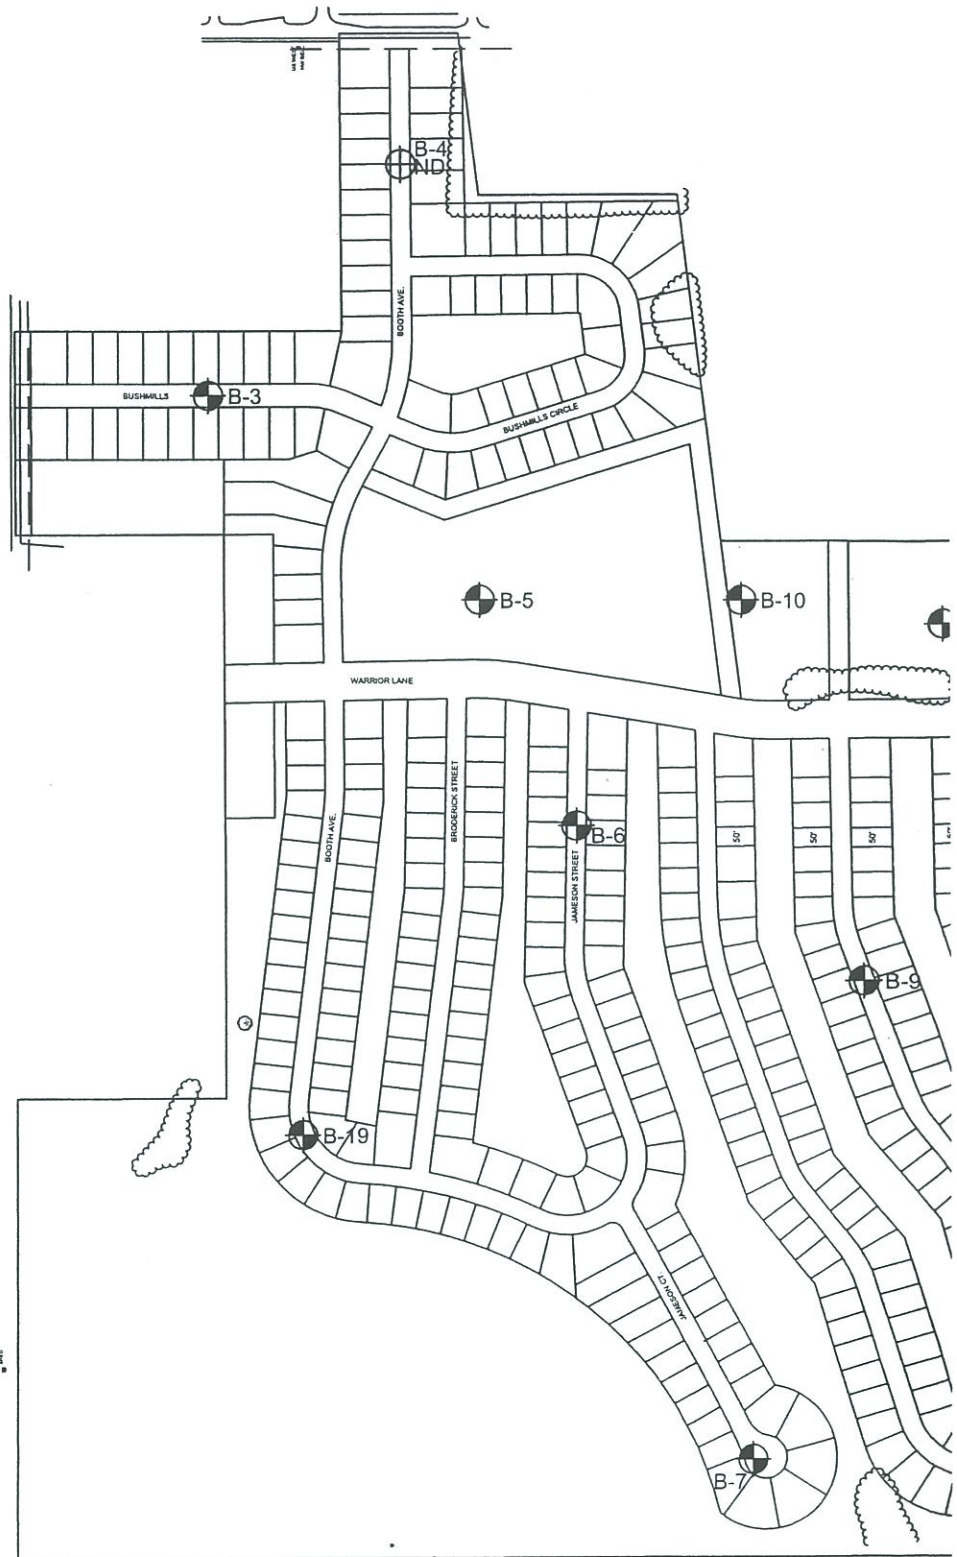 B-4
ND
BOOTH AVE.
BUSHMILLS
B-3
BUSHMILLS CIRCLE
B-5
B-10
WARRIOR LANE
BOOTH AVE.
BRODERICK STREET
B-6
JAMESON STREET
50'
50'
50'
B-9
B-19
JAMESON CT.
B-7